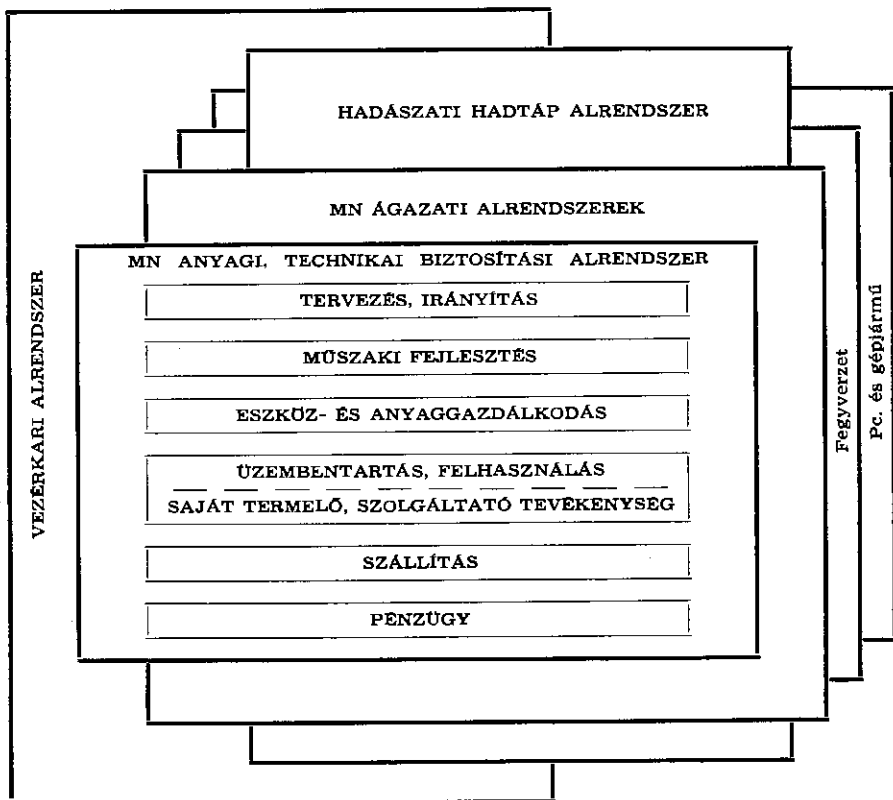 HADÁSZATI HADTÁP ALRENDSZER
MN ÁGAZATI ALRENDSZEREK
MN ANYAGI, TECHNIKAI BIZTOSÍTÁSI ALRENDSZER
TERVEZÉS, IRÁNYÍTÁS
MŰSZAKI FEJLESZTÉS
ESZKÖZ- ÉS ANYAGGAZDÁLKODÁS
ÜZEMBENTARTÁS, FELHASZNÁLÁS
SAJÁT TERMELŐ, SZOLGÁLTATÓ TEVÉKENYSÉG
SZÁLLÍTÁS
PÉNZÜGY
VEZÉRKARI ALRENDSZER
Fegyverzet
Pc. és gépjármű